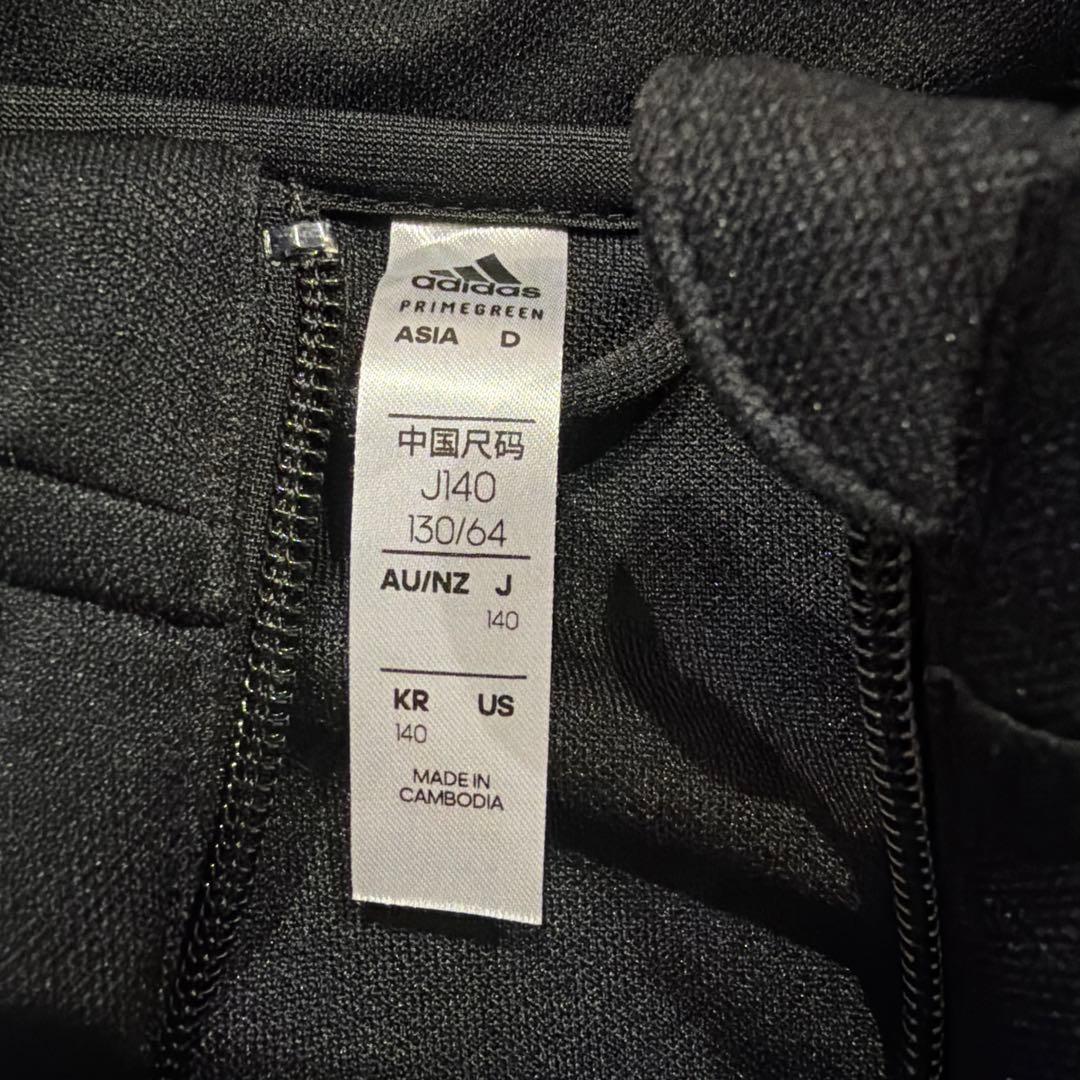 adidas
PRIMEGREEN
ASIA D
中国尺码
J140
130/64
AU/NZ J
140
KR US
140
MADE IN
CAMBODIA